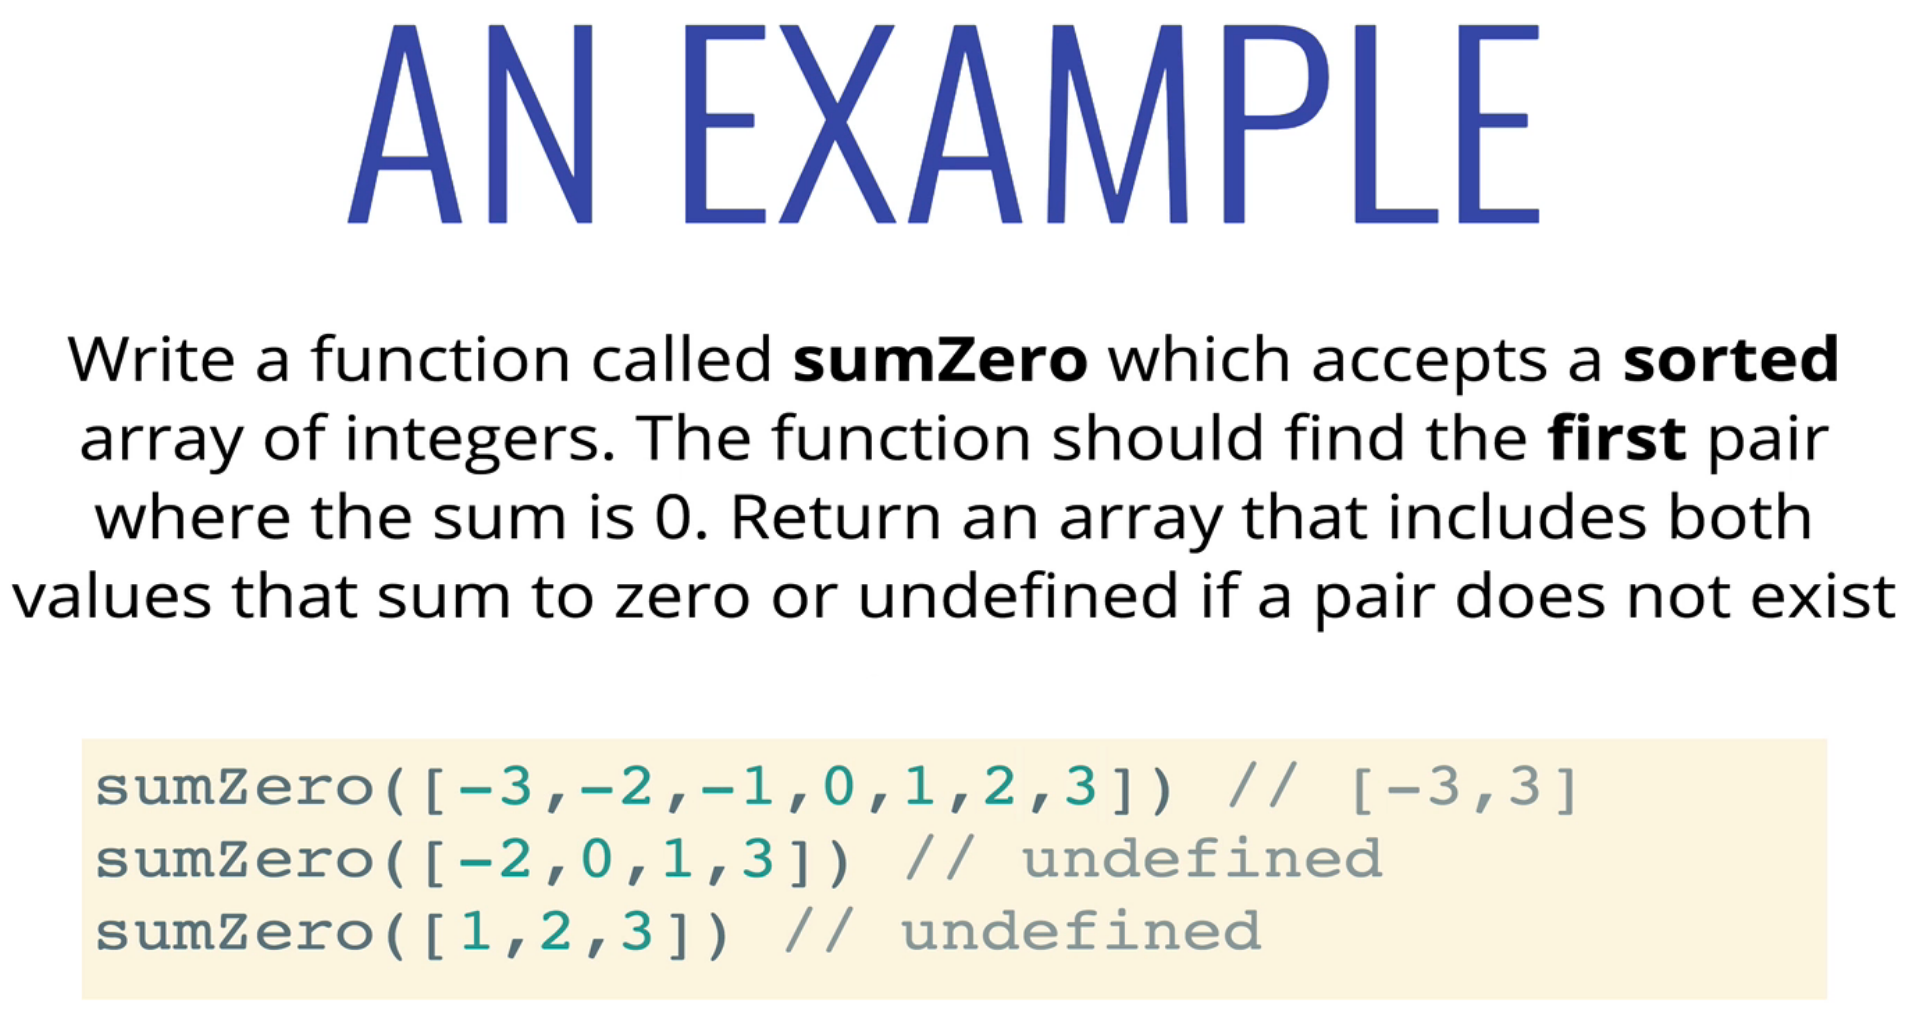 AN EXAMPLE
Write a function called sumZero which accepts a sorted
array of integers. The function should find the first pair
where the sum is 0. Return an array that includes both
values that sum to zero or undefined if a pair does not exist
sumZero([-3,-2,-1,0,1,2,3]) // [-3,3]
sumZero([-2,0,1,3]) // undefined
sumZero([1,2,3]) // undefined